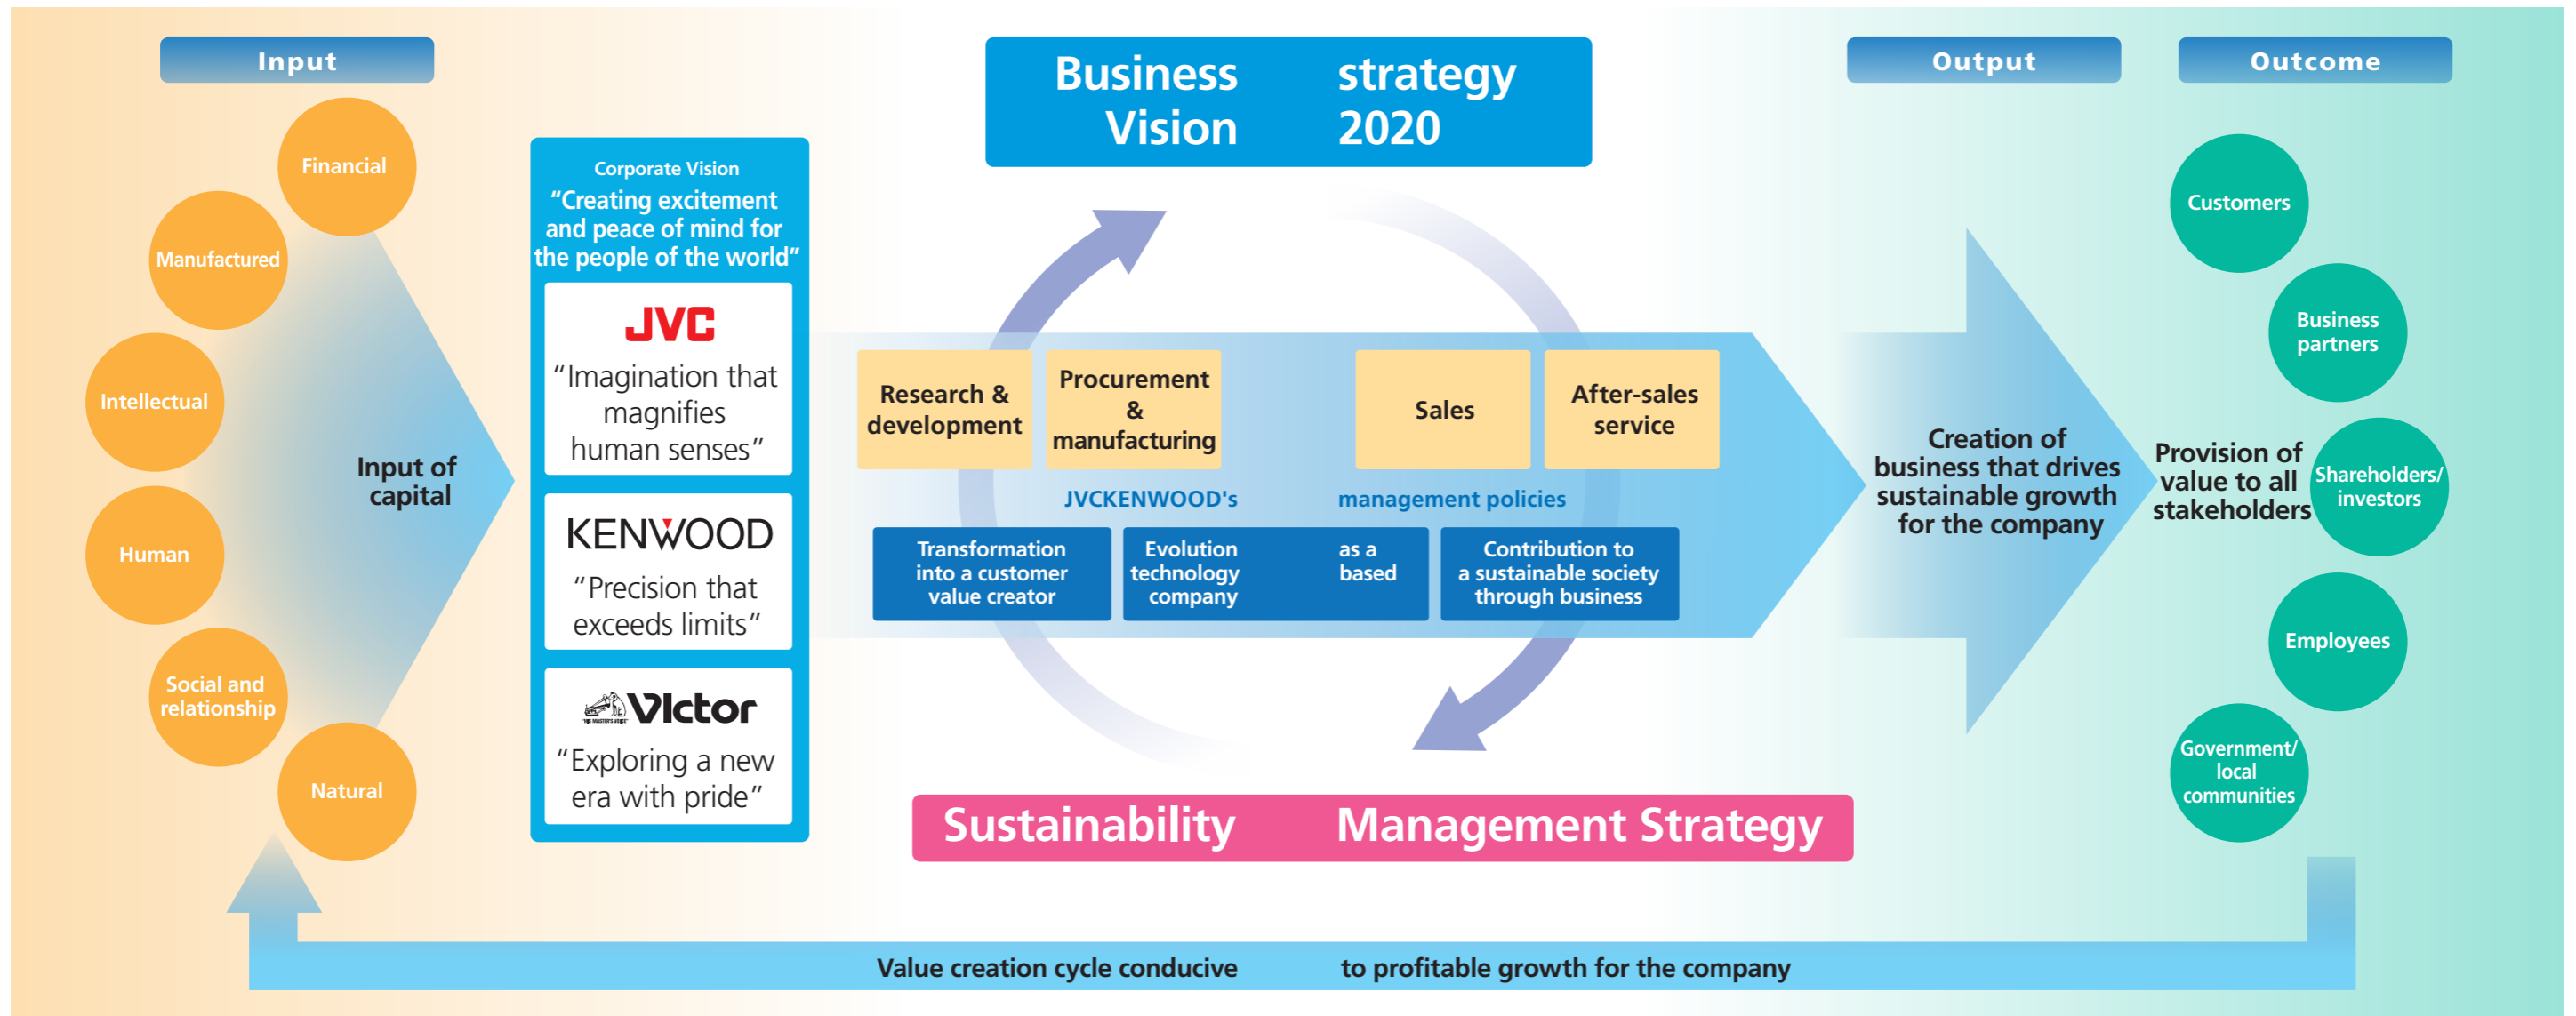 Input
Financial
Manufactured
Intellectual
Human
Social and
relationship
Natural
Input of
capital
Corporate Vision
“Creating excitement
and peace of mind for
the people of the world”
JVC
“Imagination that
magnifies
human senses”
KENWOOD
“Precision that
exceeds limits”
"HIS MASTER'S VOICE"
Victor
“Exploring a new
era with pride”
Business strategy
Vision 2020
Research &
development
Procurement
&
manufacturing
Sales
After-sales
service
JVCKENWOOD's management policies
Transformation
into a customer
value creator
Evolution as a
technology based
company
Contribution to
a sustainable society
through business
Sustainability Management Strategy
Output
Creation of
business that drives
sustainable growth
for the company
Outcome
Provision of
value to all
stakeholders
Customers
Business
partners
Shareholders/
investors
Employees
Government/
local
communities
Value creation cycle conducive to profitable growth for the company